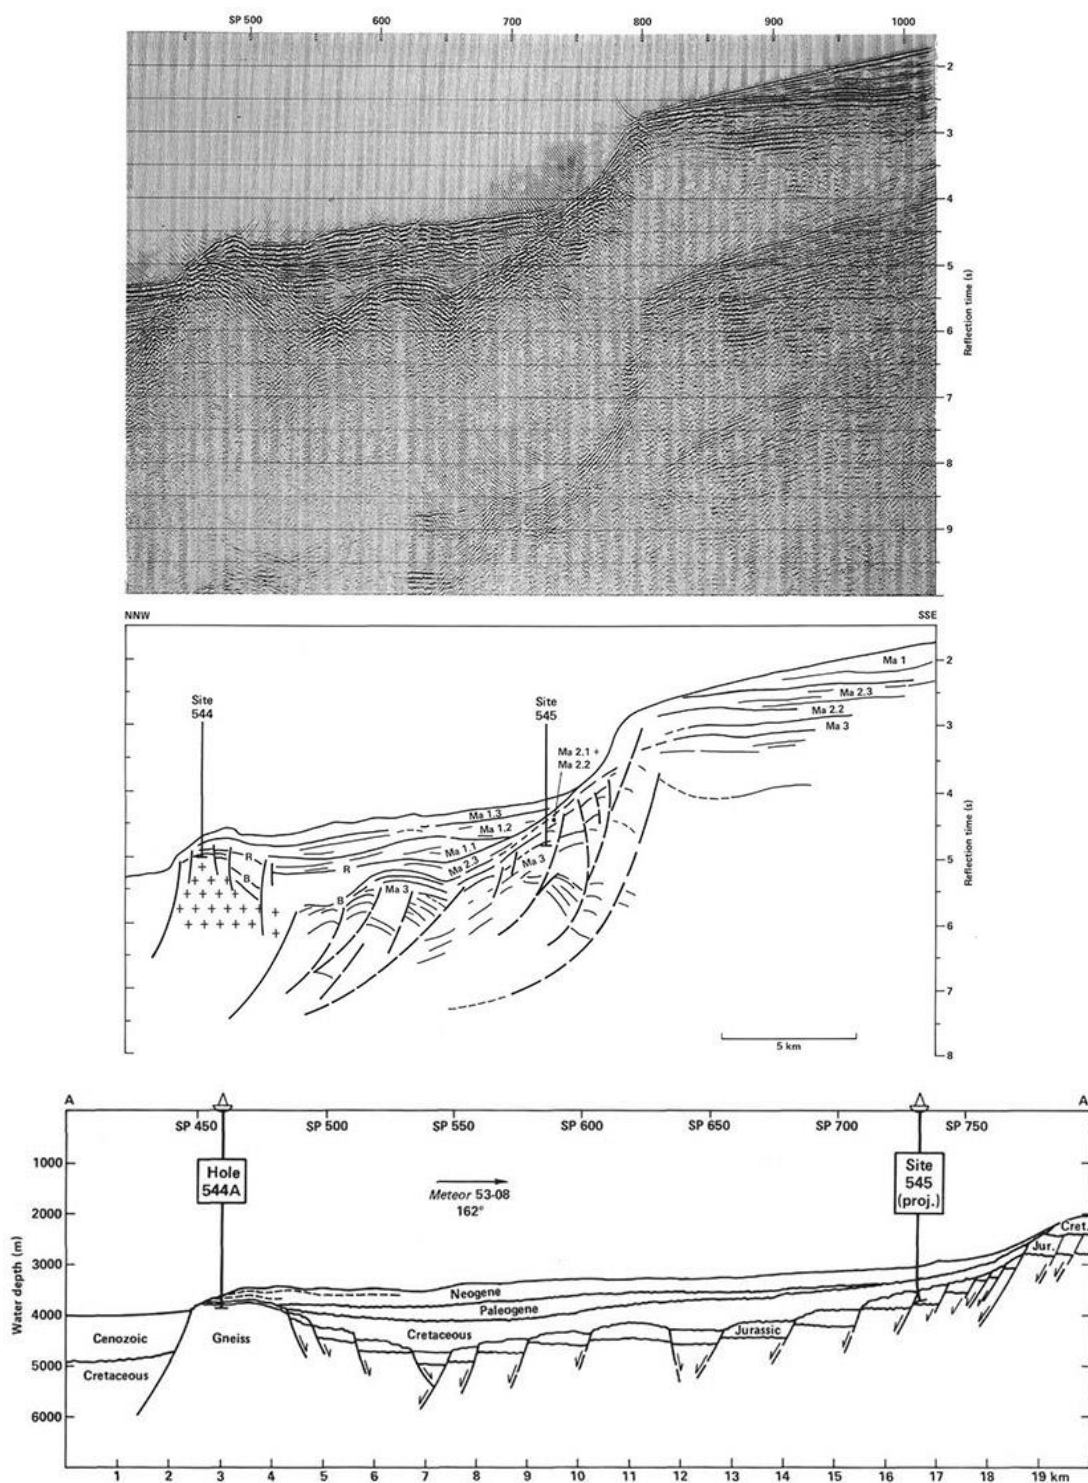 SP 500 600 700 800 900 1000
2
3
4
5
6
7
8
9
Reflection time (s)
NNW SSE
Site
544
Site
545
Ma 2.1 +
Ma 2.2
Ma 1
Ma 2.3
Ma 2.2
Ma 3
Ma 1.3
Ma 1.2
Ma 1.1
Ma 2.3
Ma 3
R
R
B
B
Ma 3
2
3
4
5
6
7
8
Reflection time (s)
5 km
A A
SP 450 SP 500 SP 550 SP 600 SP 650 SP 700 SP 750
Hole
544A
Meteor 53-08
162°
Site
545
(proj.)
1000
2000
3000
4000
5000
6000
Water depth (m)
Cret.
Jur.
Neogene
Paleogene
Cretaceous
Jurassic
Gneiss
Cenozoic
Cretaceous
1 2 3 4 5 6 7 8 9 10 11 12 13 14 15 16 17 18 19 km